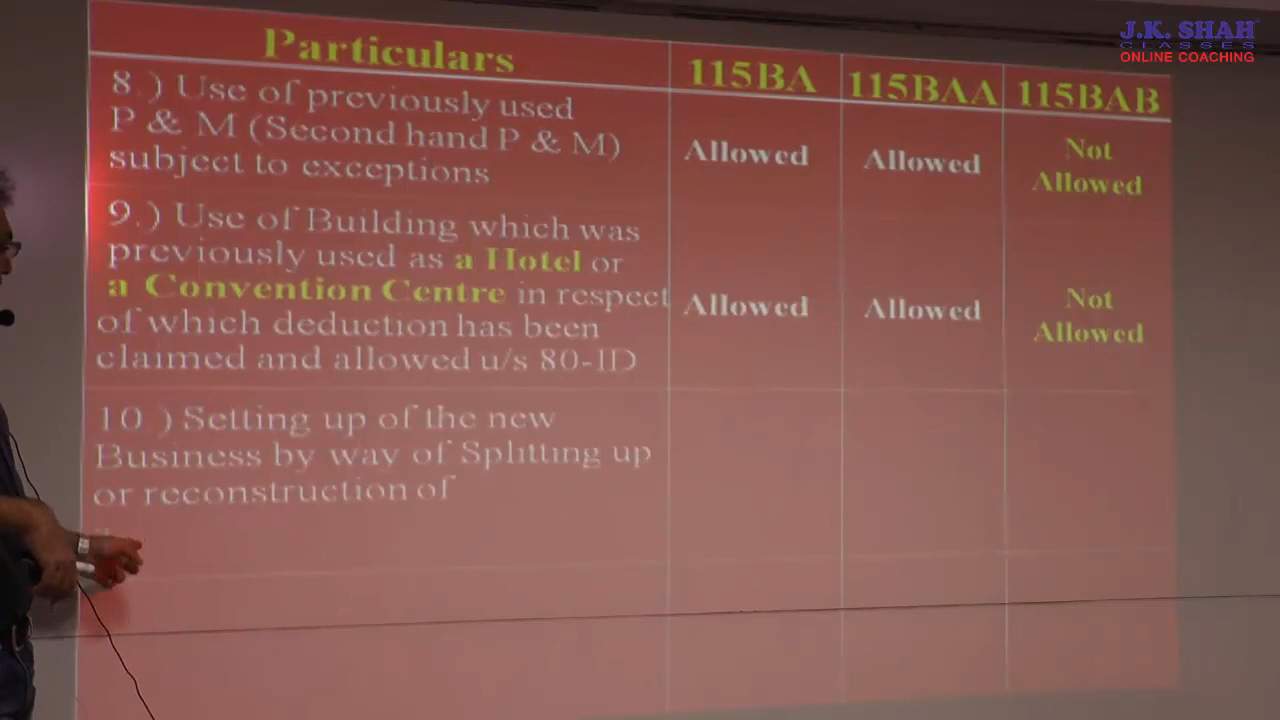 J.K. SHAH
CLASSES
ONLINE COACHING
Particulars 115BA 115BAA 115BAB
8.) Use of previously used
P & M (Second hand P & M)
subject to exceptions
Allowed
Allowed
Not
Allowed
9.) Use of Building which was
previously used as a Hotel or
a Convention Centre in respect
of which deduction has been
claimed and allowed u/s 80-ID
Allowed
Allowed
Not
Allowed
10 ) Setting up of the new
Business by way of Splitting up
or reconstruction of